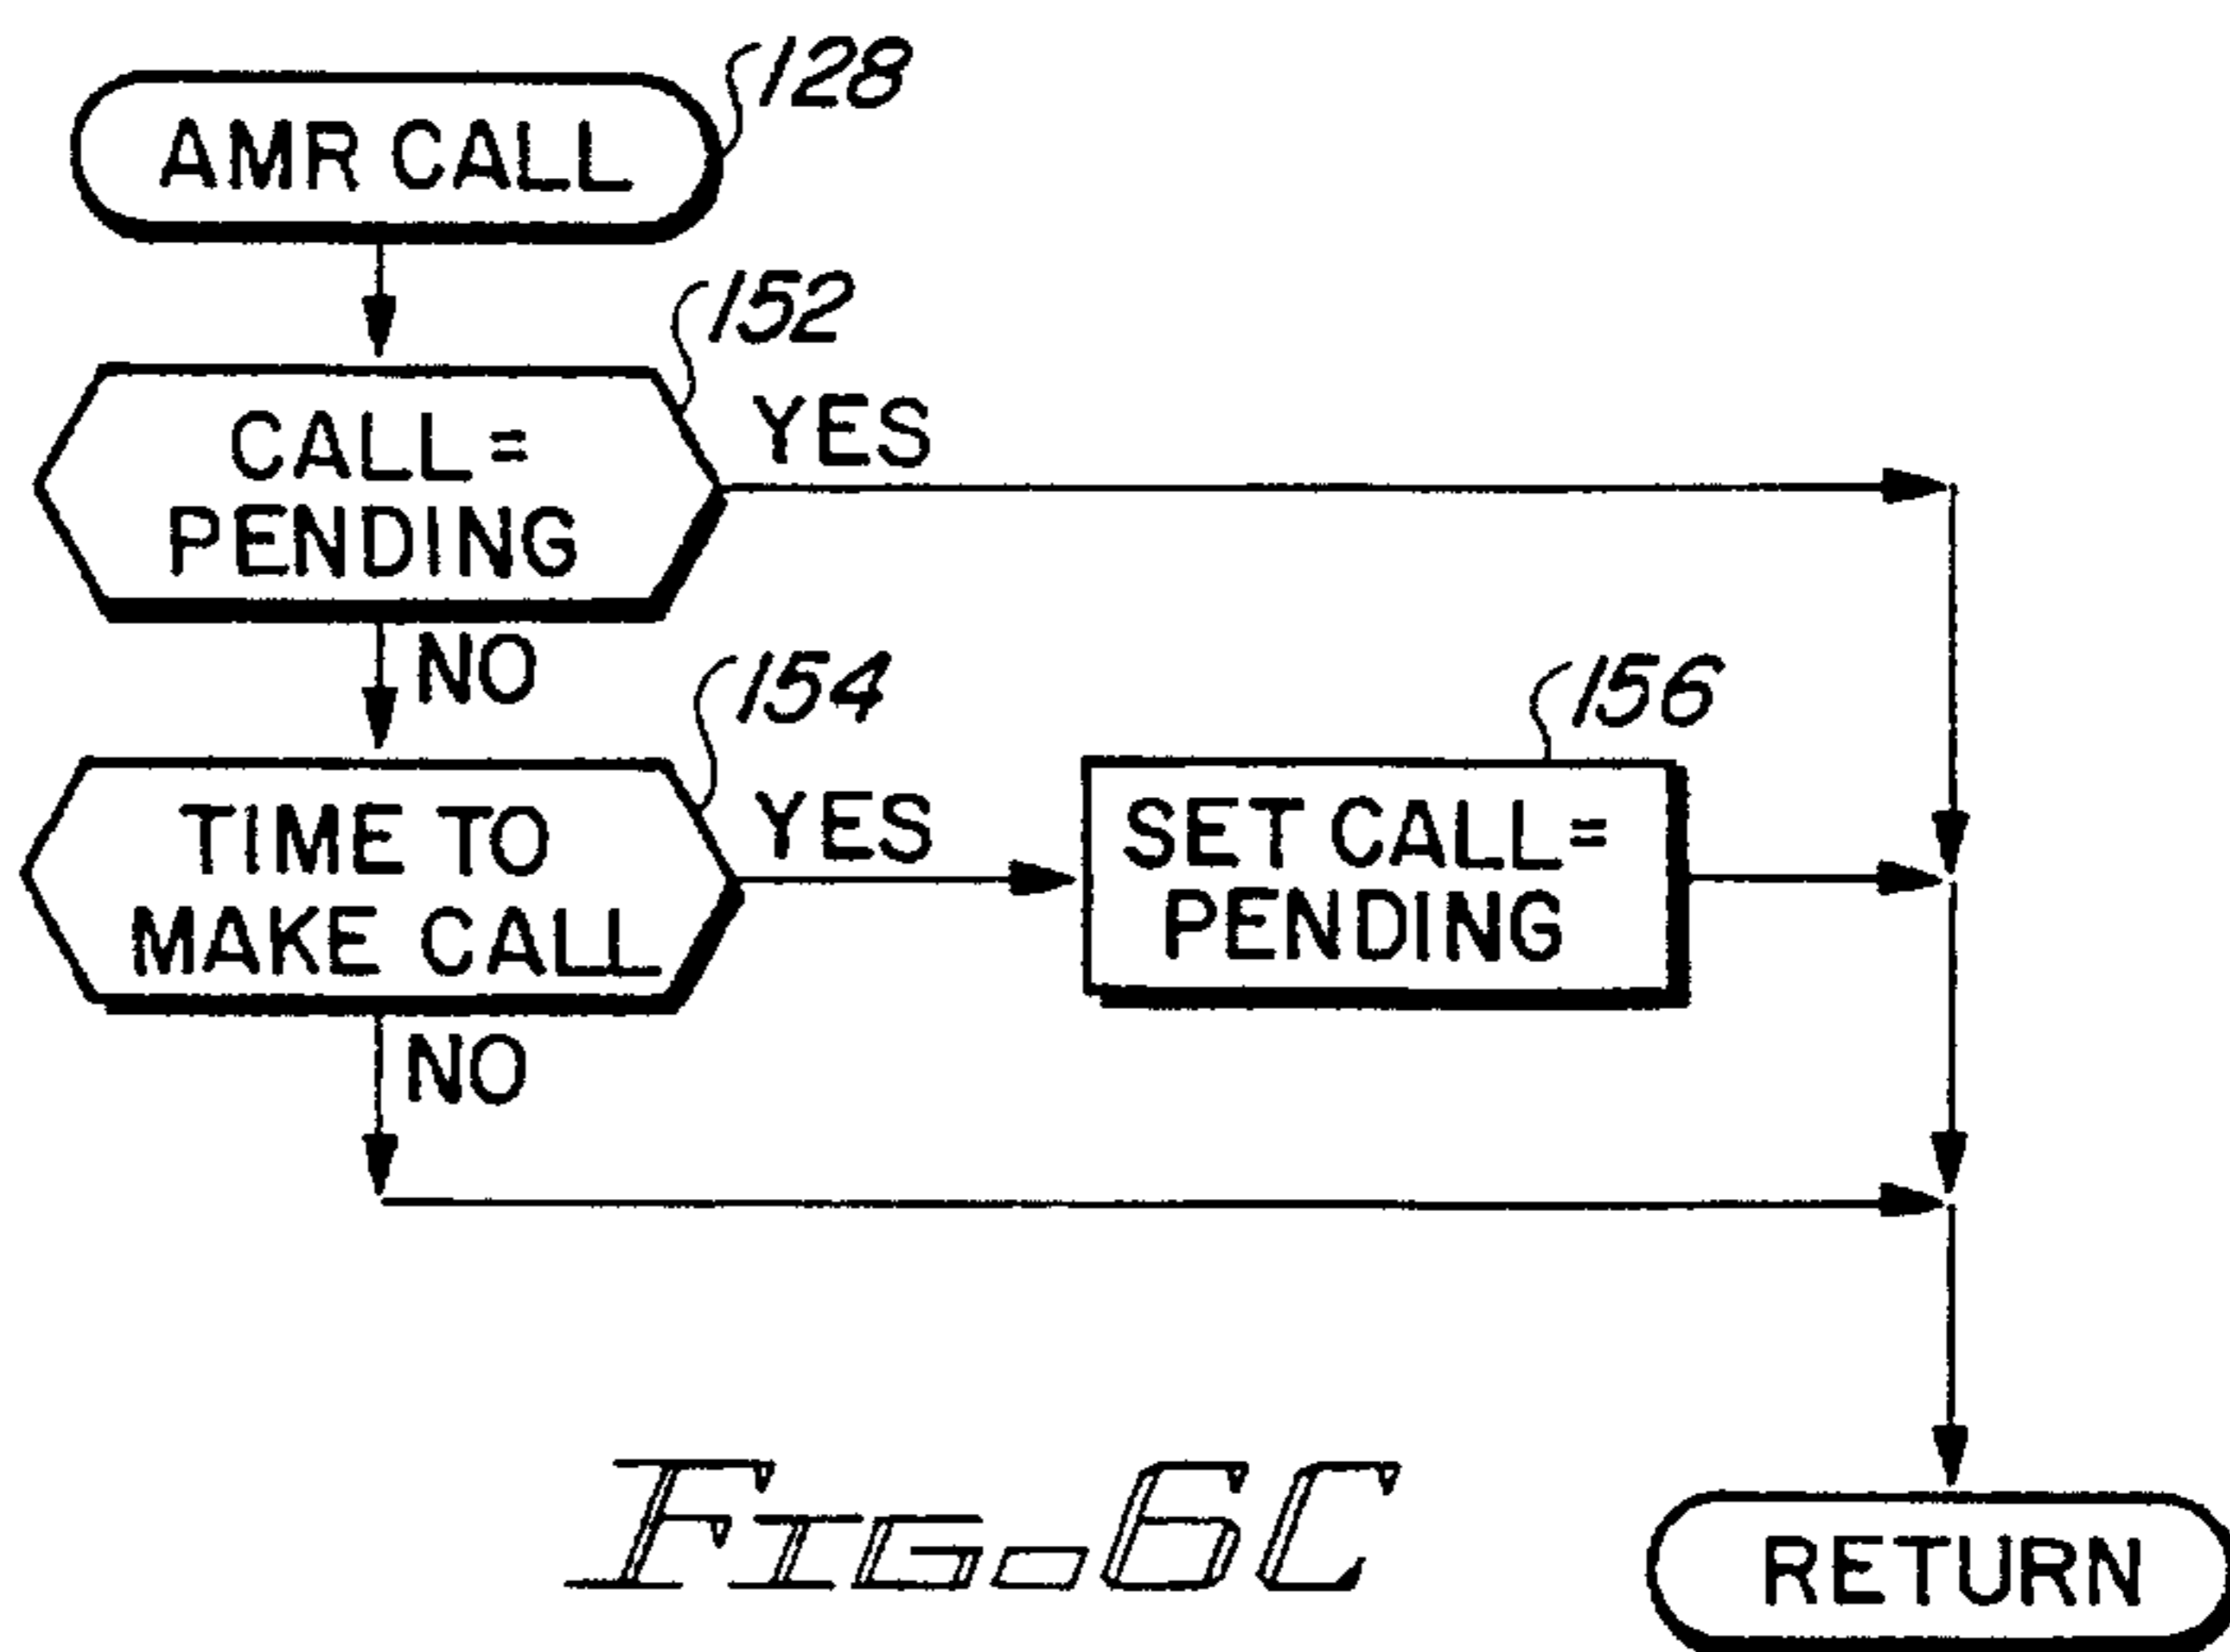 128
AMR CALL
152
CALL=
PENDING
YES
NO
154
156
TIME TO
MAKE CALL
YES
SET CALL=
PENDING
NO
FIG. 6C
RETURN